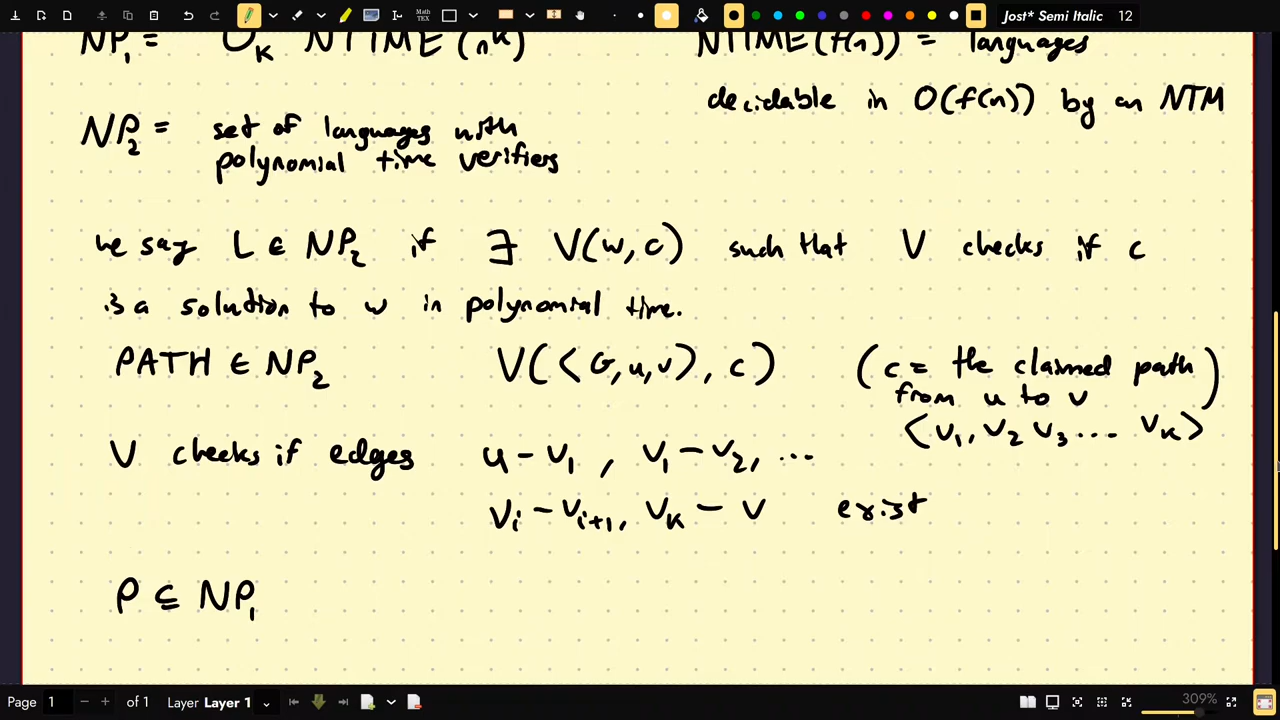 Jost* Semi Italic 12
NP₁ = ∪ₖ NTIME(nᵏ)
NTIME(f(n)) = languages
decidable in O(f(n)) by an NTM
NP₂ = set of languages with
polynomial time verifiers
we say L ∈ NP₂ if ∃ V(w, c) such that V checks if c
is a solution to w in polynomial time.
PATH ∈ NP₂ V(⟨G, u, v⟩, c) (c = the claimed path
from u to v)
⟨v₁, v₂ v₃ ... vₖ⟩
V checks if edges u - v₁, v₁ - v₂, ...
vᵢ - vᵢ₊₁, vₖ - v exist
P ⊆ NP₁
Page 1 of 1 Layer Layer 1 309%